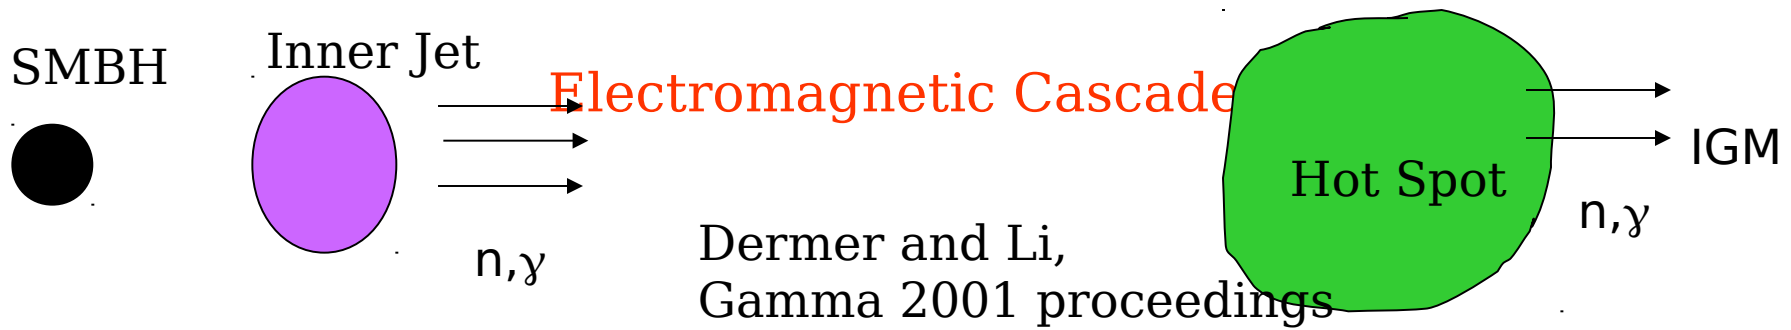 SMBH
Inner Jet
Electromagnetic Cascade
n,γ
Dermer and Li,
Gamma 2001 proceedings
Hot Spot
IGM
n,γ